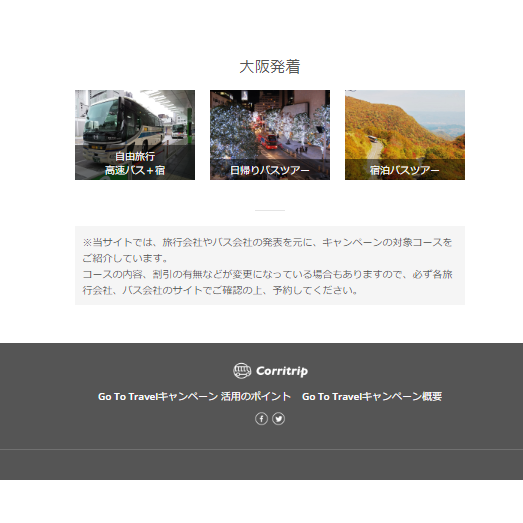 大阪発着
自由旅行
高速バス＋宿
日帰りバスツアー
宿泊バスツアー
※当サイトでは、旅行会社やバス会社の発表を元に、キャンペーンの対象コースを
ご紹介しています。
コースの内容、割引の有無などが変更になっている場合もありますので、必ず各旅
行会社、バス会社のサイトでご確認の上、予約してください。
Corritrip
Go To Travelキャンペーン 活用のポイント Go To Travelキャンペーン概要